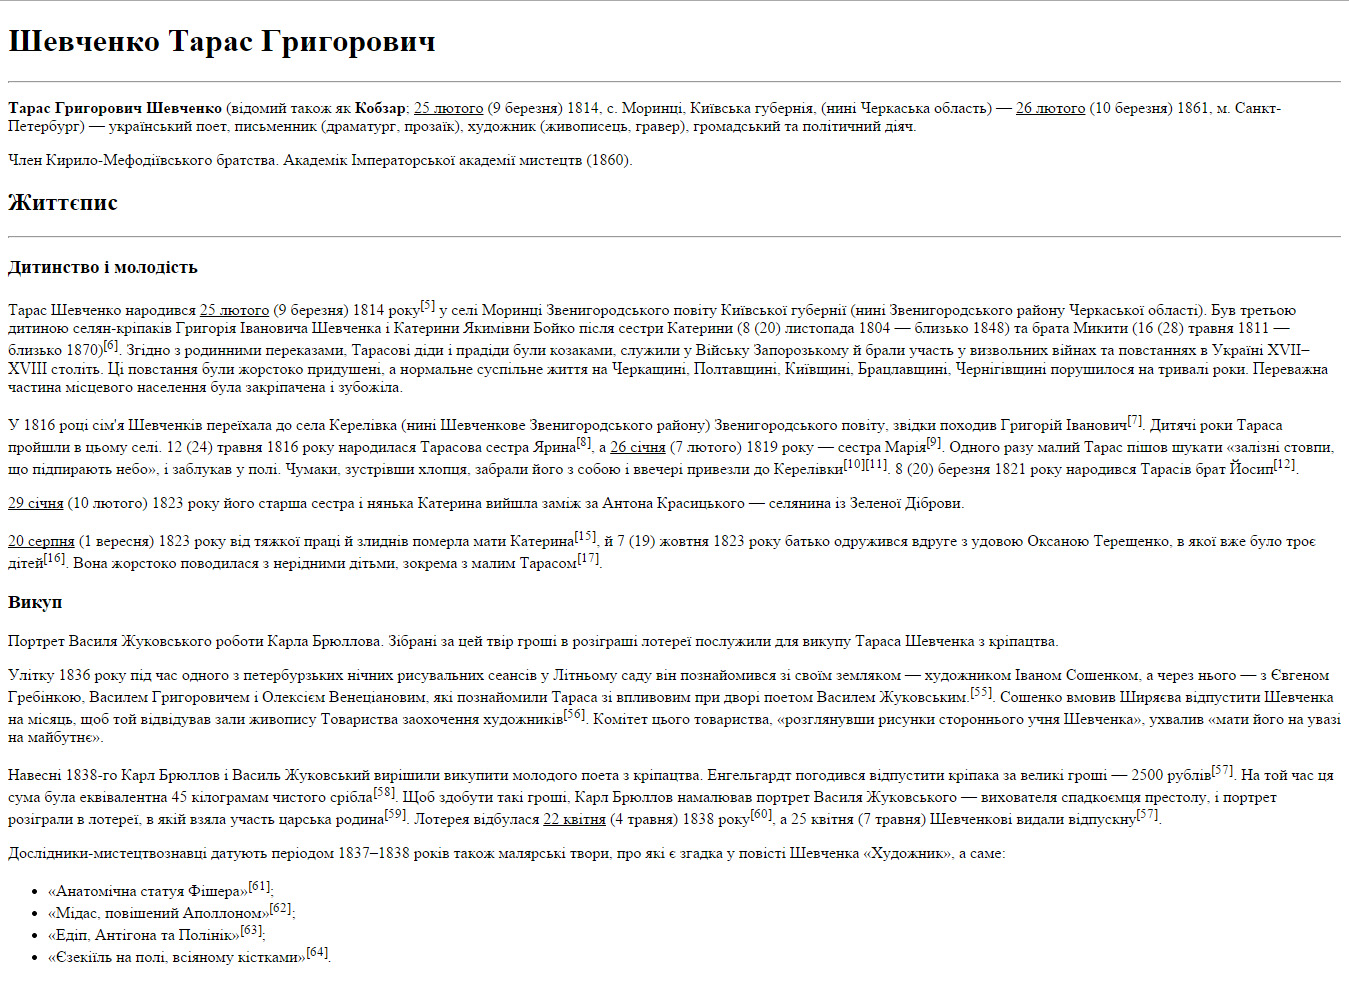 Шевченко Тарас Григорович
Тарас Григорович Шевченко (відомий також як Кобзар; 25 лютого (9 березня) 1814, с. Моринці, Київська губернія, (нині Черкаська область) — 26 лютого (10 березня) 1861, м. Санкт-
Петербург) — український поет, письменник (драматург, прозаїк), художник (живописець, гравер), громадський та політичний діяч.
Член Кирило-Мефодіївського братства. Академік Імператорської академії мистецтв (1860).
Життєпис
Дитинство і молодість
Тарас Шевченко народився 25 лютого (9 березня) 1814 року[5] у селі Моринці Звенигородського повіту Київської губернії (нині Звенигородського району Черкаської області). Був третьою
дитиною селян-кріпаків Григорія Івановича Шевченка і Катерини Якимівни Бойко після сестри Катерини (8 (20) листопада 1804 — близько 1848) та брата Микити (16 (28) травня 1811 —
близько 1870)[6]. Згідно з родинними переказами, Тарасові діди і прадіди були козаками, служили у Війську Запорозькому й брали участь у визвольних війнах та повстаннях в Україні XVII–
XVIII століть. Ці повстання були жорстоко придушені, а нормальне суспільне життя на Черкащині, Полтавщині, Київщині, Брацлавщині, Чернігівщині порушилося на тривалі роки. Переважна
частина місцевого населення була закріпачена і зубожіла.
У 1816 році сім'я Шевченків переїхала до села Керелівка (нині Шевченкове Звенигородського району) Звенигородського повіту, звідки походив Григорій Іванович[7]. Дитячі роки Тараса
пройшли в цьому селі. 12 (24) травня 1816 року народилася Тарасова сестра Ярина[8], а 26 січня (7 лютого) 1819 року — сестра Марія[9]. Одного разу малий Тарас пішов шукати «залізні стовпи,
що підпирають небо», і заблукав у полі. Чумаки, зустрівши хлопця, забрали його з собою і ввечері привезли до Керелівки[10][11]. 8 (20) березня 1821 року народився Тарасів брат Йосип[12].
29 січня (10 лютого) 1823 року його старша сестра і нянька Катерина вийшла заміж за Антона Красицького — селянина із Зеленої Діброви.
20 серпня (1 вересня) 1823 року від тяжкої праці й злиднів померла мати Катерина[15], й 7 (19) жовтня 1823 року батько одружився вдруге з удовою Оксаною Терещенко, в якої вже було троє
дітей[16]. Вона жорстоко поводилася з нерідними дітьми, зокрема з малим Тарасом[17].
Викуп
Портрет Василя Жуковського роботи Карла Брюллова. Зібрані за цей твір гроші в розіграші лотереї послужили для викупу Тараса Шевченка з кріпацтва.
Улітку 1836 року під час одного з петербурзьких нічних рисувальних сеансів у Літньому саду він познайомився зі своїм земляком — художником Іваном Сошенком, а через нього — з Євгеном
Гребінкою, Василем Григоровичем і Олексієм Венеціановим, які познайомили Тараса зі впливовим при дворі поетом Василем Жуковським.[55]. Сошенко вмовив Ширяєва відпустити Шевченка
на місяць, щоб той відвідував зали живопису Товариства заохочення художників[56]. Комітет цього товариства, «розглянувши рисунки стороннього учня Шевченка», ухвалив «мати його на увазі
на майбутнє».
Навесні 1838-го Карл Брюллов і Василь Жуковський вирішили викупити молодого поета з кріпацтва. Енгельгардт погодився відпустити кріпака за великі гроші — 2500 рублів[57]. На той час ця
сума була еквівалентна 45 кілограмам чистого срібла[58]. Щоб здобути такі гроші, Карл Брюллов намалював портрет Василя Жуковського — вихователя спадкоємця престолу, і портрет
розіграли в лотереї, в якій взяла участь царська родина[59]. Лотерея відбулася 22 квітня (4 травня) 1838 року[60], а 25 квітня (7 травня) Шевченкові видали відпускну[57].
Дослідники-мистецтвознавці датують періодом 1837–1838 років також малярські твори, про які є згадка у повісті Шевченка «Художник», а саме:
• «Анатомічна статуя Фішера»[61];
• «Мідас, повішений Аполлоном»[62];
• «Едіп, Антігона та Полінік»[63];
• «Єзекіїль на полі, всіяному кістками»[64].